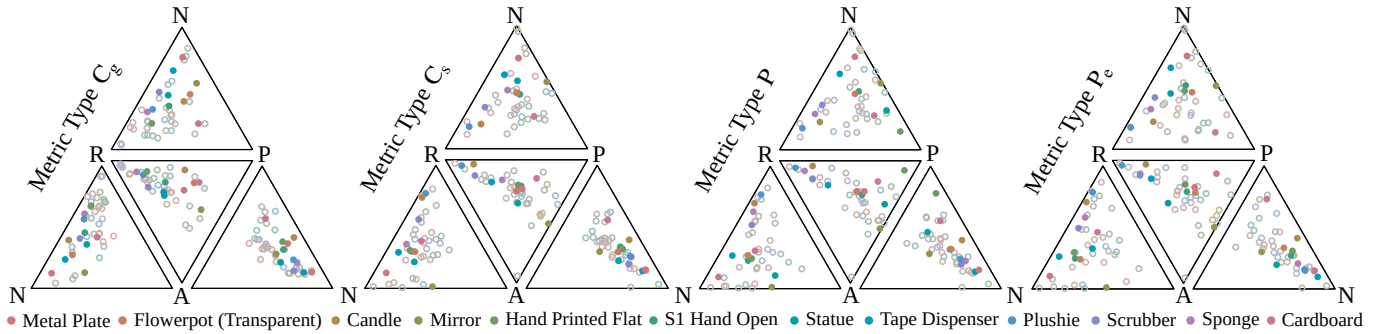 N N N N
Metric Type Cg Metric Type Cs Metric Type P Metric Type Pe
R P R P R P R P
N A N A N A N A N
Metal Plate Flowerpot (Transparent) Candle Mirror Hand Printed Flat S1 Hand Open Statue Tape Dispenser Plushie Scrubber Sponge Cardboard